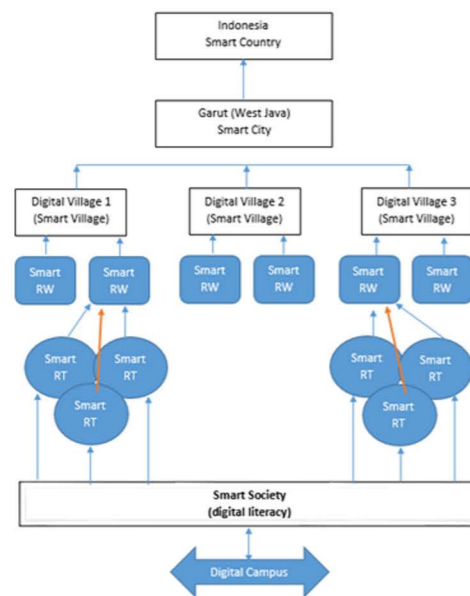 Indonesia
Smart Country
Garut (West Java)
Smart City
Digital Village 1
(Smart Village)
Digital Village 2
(Smart Village)
Digital Village 3
(Smart Village)
Smart
RW
Smart
RW
Smart
RW
Smart
RW
Smart
RW
Smart
RW
Smart
RT
Smart
RT
Smart
RT
Smart
RT
Smart
RT
Smart
RT
Smart Society
(digital literacy)
Digital Campus